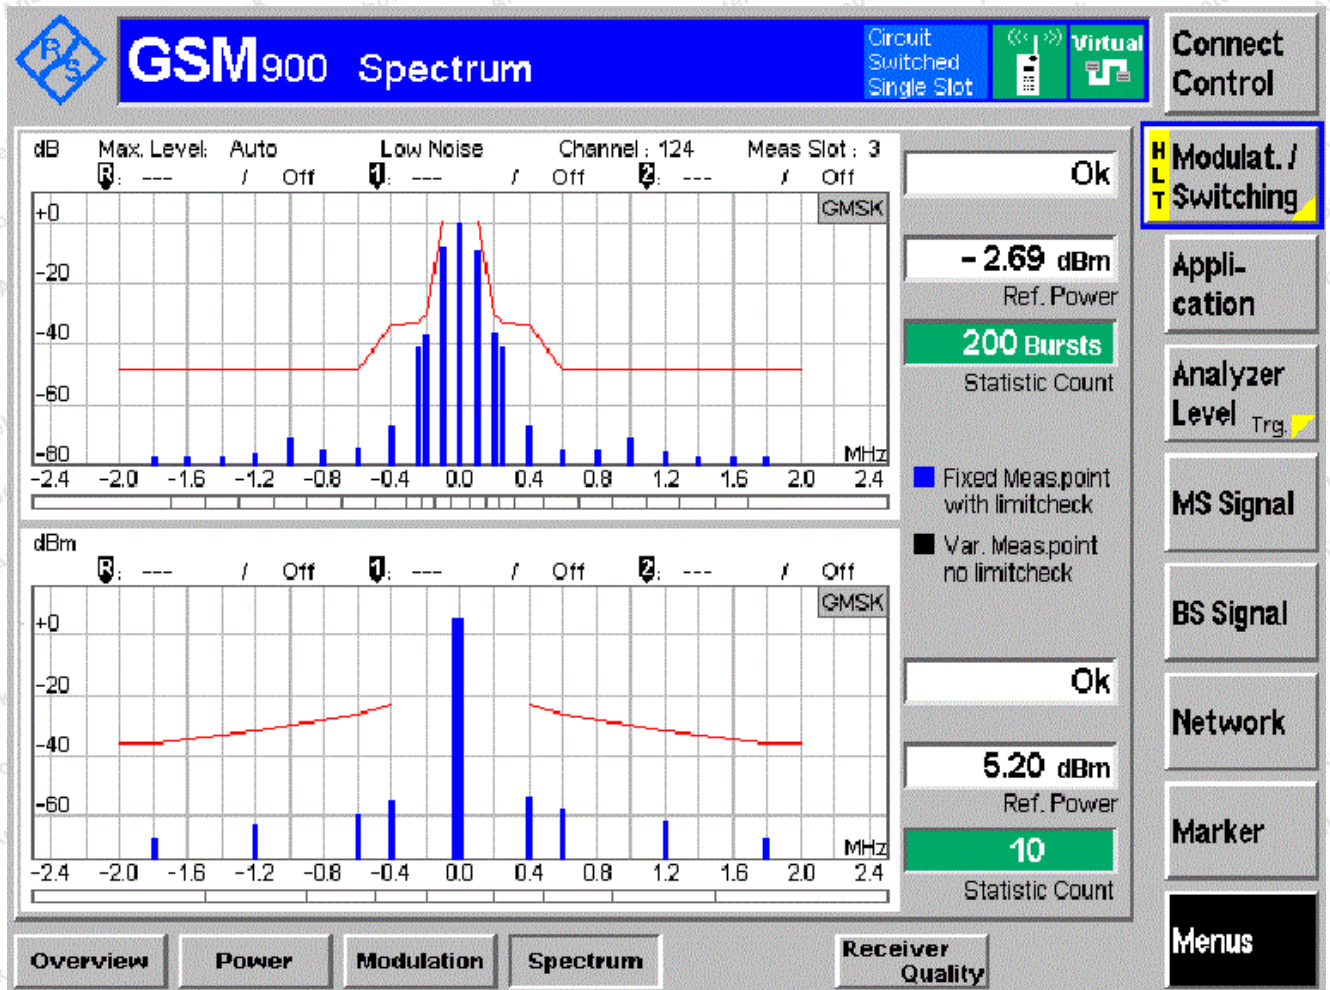 R/S
GSM900 Spectrum
Circuit
Switched
Single Slot
Virtual
Connect
Control
dB Max. Level: Auto Low Noise Channel : 124 Meas Slot : 3
R: --- / Off 1: --- / Off 2: --- / Off
GMSK
+0
-20
-40
-60
-80
MHz
-2.4 -2.0 -1.6 -1.2 -0.8 -0.4 0.0 0.4 0.8 1.2 1.6 2.0 2.4
Ok
- 2.69 dBm
Ref. Power
200 Bursts
Statistic Count
Fixed Meas.point
with limitcheck
Var. Meas.point
no limitcheck
dBm
R: --- / Off 1: --- / Off 2: --- / Off
GMSK
+0
-20
-40
-60
MHz
-2.4 -2.0 -1.6 -1.2 -0.8 -0.4 0.0 0.4 0.8 1.2 1.6 2.0 2.4
Ok
5.20 dBm
Ref. Power
10
Statistic Count
HLT
Modulat. /
Switching
Appli-
cation
Analyzer
Level Trg.
MS Signal
BS Signal
Network
Marker
Menus
Overview Power Modulation Spectrum Receiver
Quality